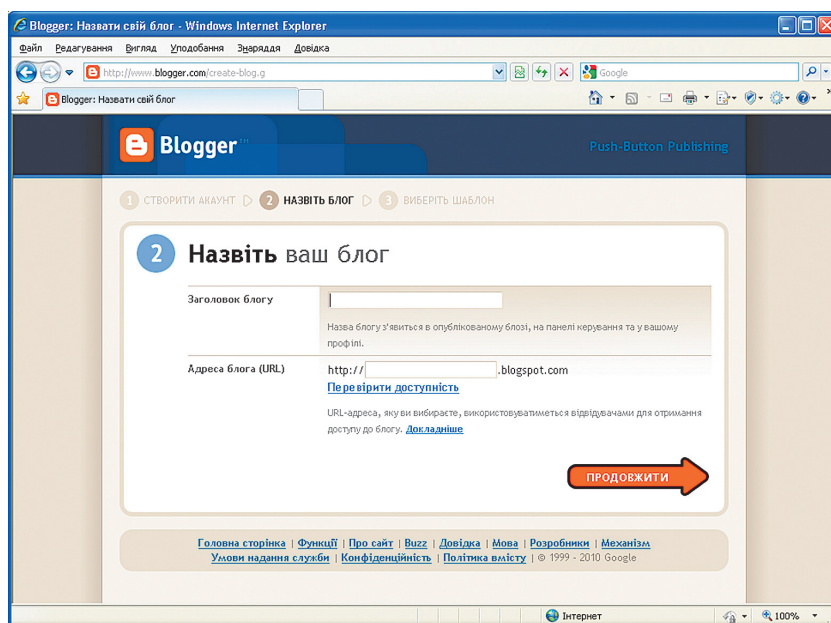 Blogger: Назвати свій блог - Windows Internet Explorer
Файл Редагування Вигляд Уподобання Знаряддя Довідка
http://www.blogger.com/create-blog.g Google
Blogger: Назвати свій блог
Blogger™ Push-Button Publishing
1 СТВОРИТИ АКАУНТ 2 НАЗВІТЬ БЛОГ 3 ВИБЕРІТЬ ШАБЛОН
2 Назвіть ваш блог
Заголовок блогу
Назва блогу з'явиться в опублікованому блозі, на панелі керування та у вашому
профілі.
Адреса блога (URL) http:// .blogspot.com
Перевірити доступність
URL-адреса, яку ви вибираєте, використовуватиметься відвідувачами для отримання
доступу до блогу. Докладніше
ПРОДОВЖИТИ
Головна сторінка | Функції | Про сайт | Buzz | Довідка | Мова | Розробники | Механізм
Умови надання служби | Конфіденційність | Політика вмісту | © 1999 - 2010 Google
Інтернет 100%